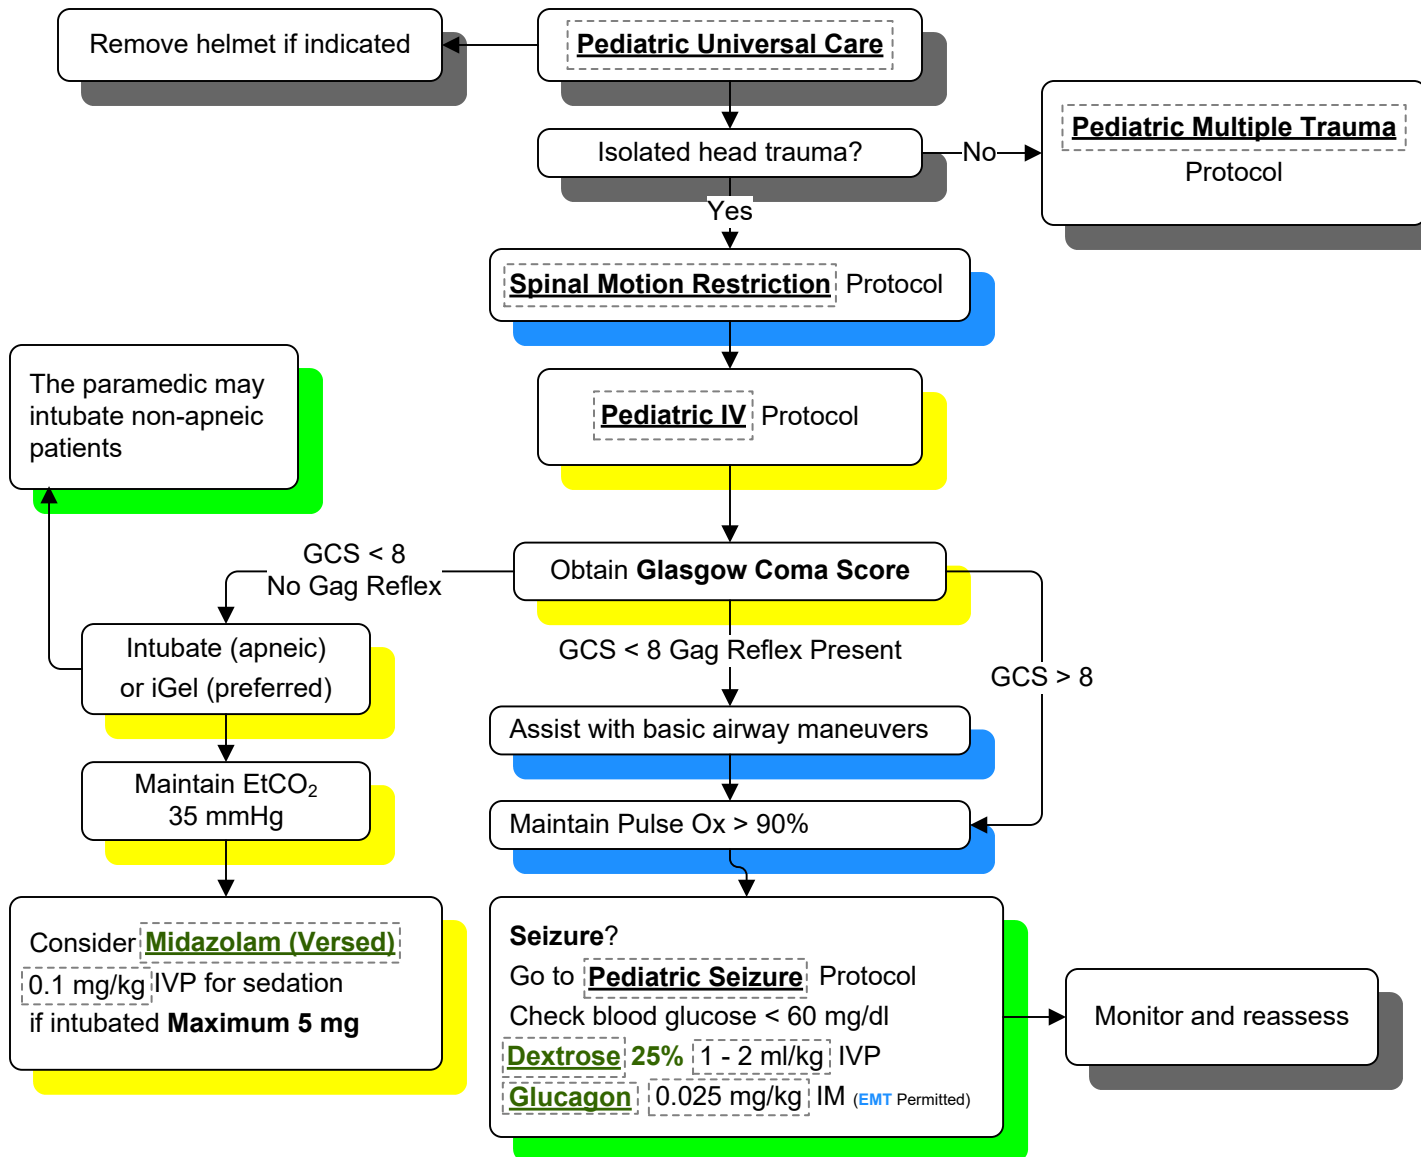 Remove helmet if indicated
Pediatric Universal Care
Isolated head trauma?
No
Pediatric Multiple Trauma
Protocol
Yes
Spinal Motion Restriction Protocol
The paramedic may
intubate non-apneic
patients
Pediatric IV Protocol
GCS < 8
No Gag Reflex
Obtain Glasgow Coma Score
GCS < 8 Gag Reflex Present
GCS > 8
Intubate (apneic)
or iGel (preferred)
Assist with basic airway maneuvers
Maintain EtCO₂
35 mmHg
Maintain Pulse Ox > 90%
Consider Midazolam (Versed)
0.1 mg/kg IVP for sedation
if intubated Maximum 5 mg
Seizure?
Go to Pediatric Seizure Protocol
Check blood glucose < 60 mg/dl
Dextrose 25% 1 - 2 ml/kg IVP
Glucagon 0.025 mg/kg IM (EMT Permitted)
Monitor and reassess